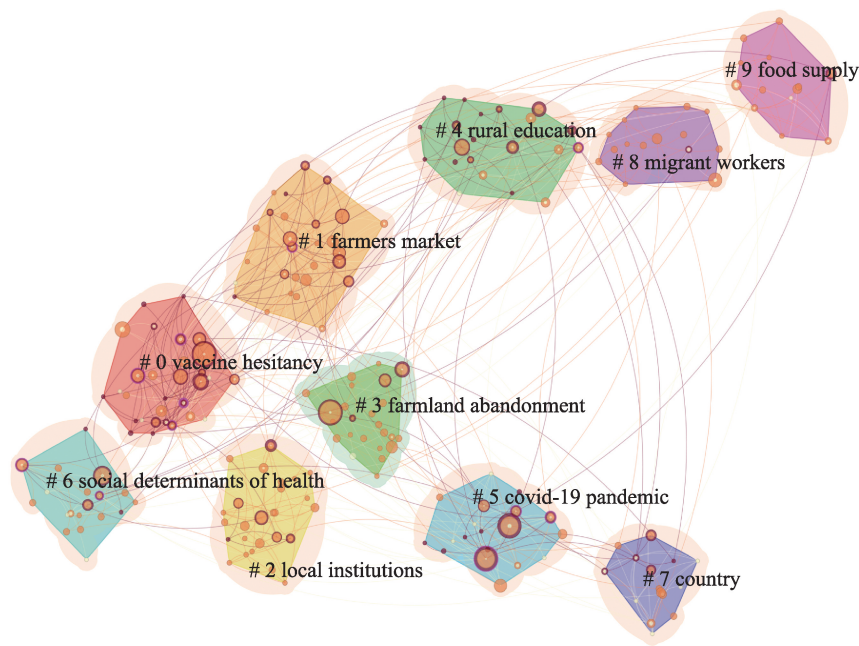 # 9 food supply
# 4 rural education
# 8 migrant workers
# 1 farmers market
# 0 vaccine hesitancy
# 3 farmland abandonment
# 6 social determinants of health
# 5 covid-19 pandemic
# 2 local institutions
# 7 country